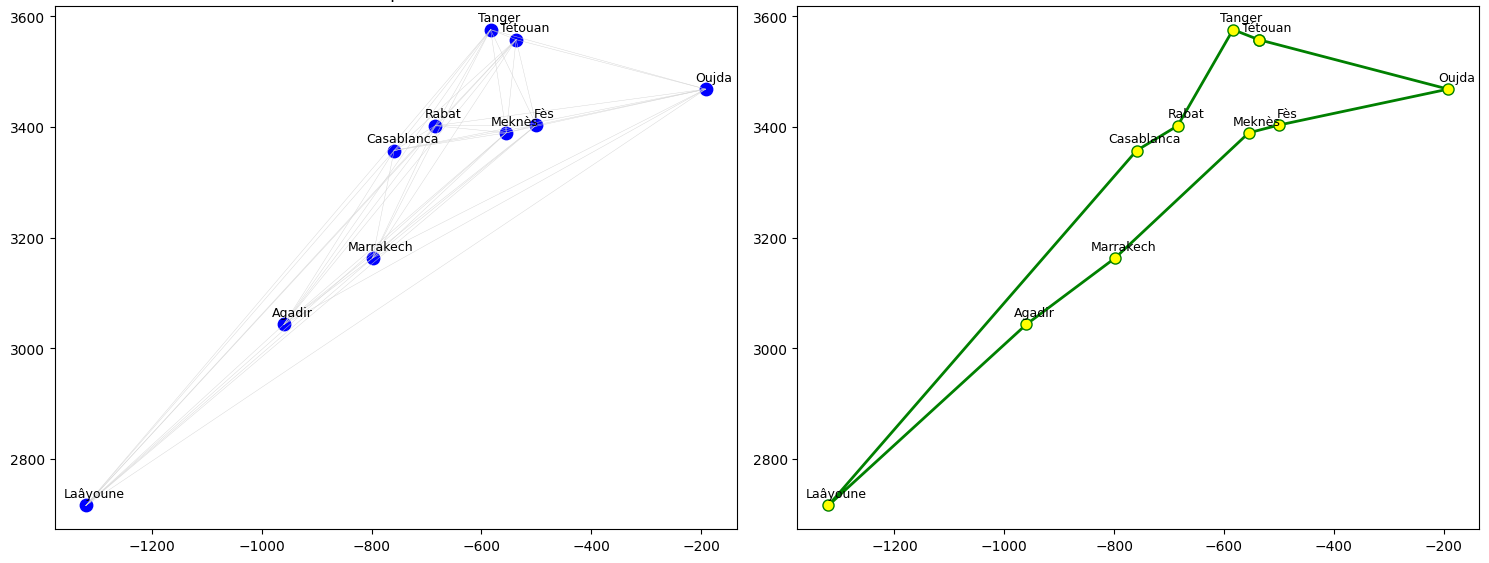 3600
3400
3200
3000
2800
Tanger
Tétouan
Oujda
Rabat
Fès
Meknès
Casablanca
Marrakech
Agadir
Laâyoune
−1200
−1000
−800
−600
−400
−200
3600
3400
3200
3000
2800
Tanger
Tétouan
Oujda
Rabat
Fès
Meknès
Casablanca
Marrakech
Agadir
Laâyoune
−1200
−1000
−800
−600
−400
−200